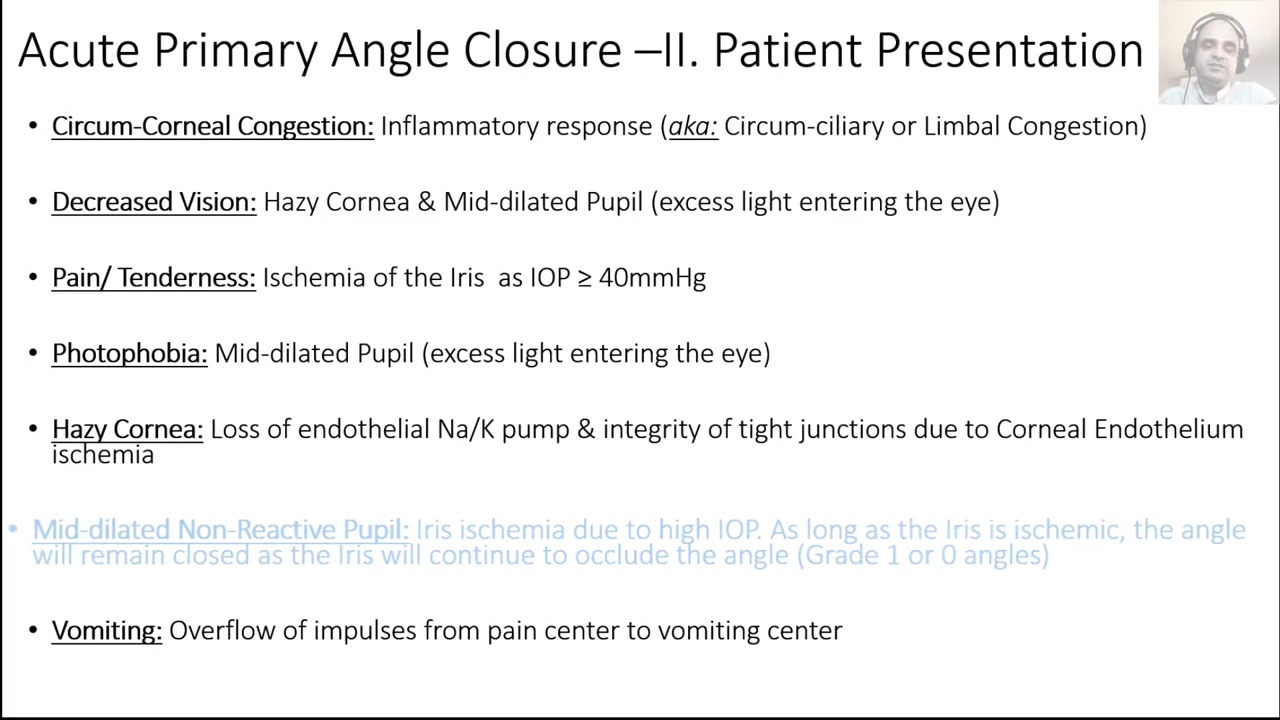 Acute Primary Angle Closure –II. Patient Presentation
• Circum-Corneal Congestion: Inflammatory response (aka: Circum-ciliary or Limbal Congestion)
• Decreased Vision: Hazy Cornea & Mid-dilated Pupil (excess light entering the eye)
• Pain/ Tenderness: Ischemia of the Iris as IOP ≥ 40mmHg
• Photophobia: Mid-dilated Pupil (excess light entering the eye)
• Hazy Cornea: Loss of endothelial Na/K pump & integrity of tight junctions due to Corneal Endothelium
ischemia
• Mid-dilated Non-Reactive Pupil: Iris ischemia due to high IOP. As long as the Iris is ischemic, the angle
will remain closed as the Iris will continue to occlude the angle (Grade 1 or 0 angles)
• Vomiting: Overflow of impulses from pain center to vomiting center